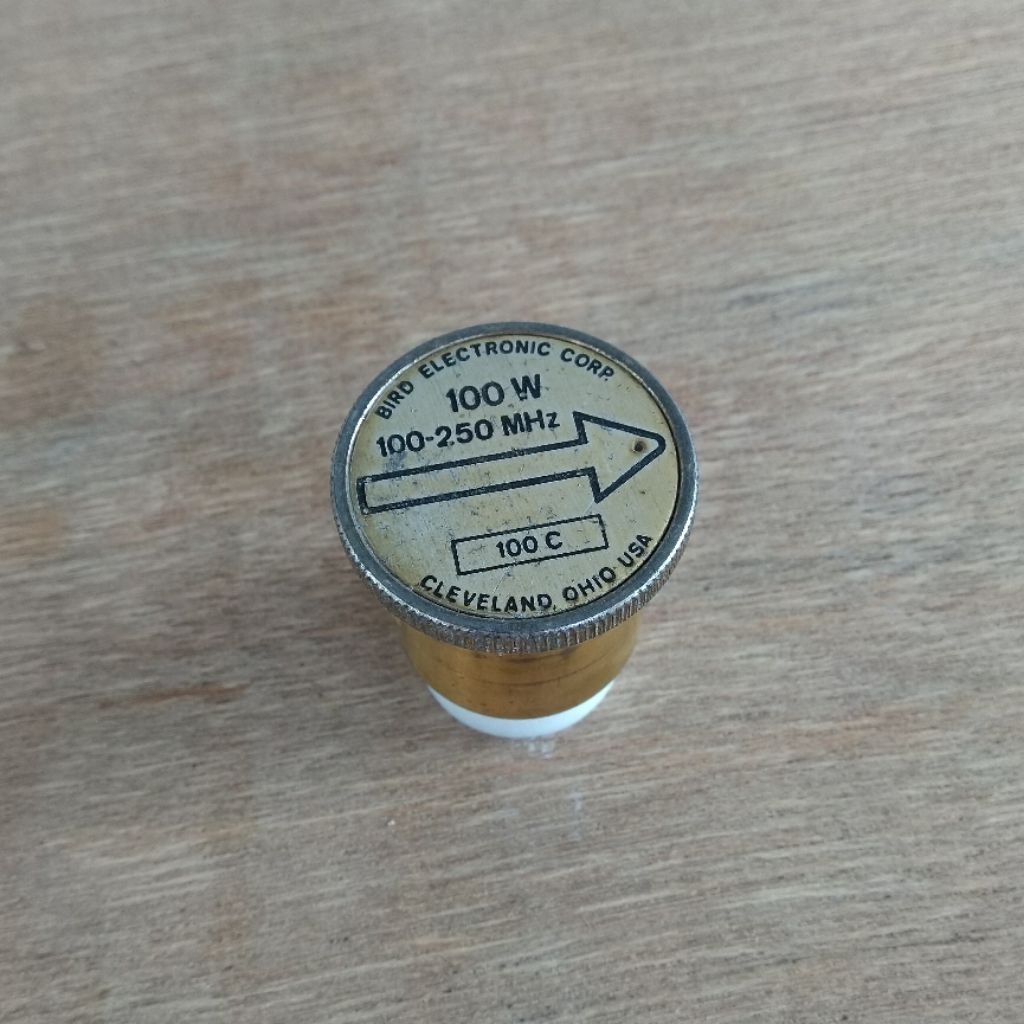 BIRD ELECTRONIC CORP.
100 W
100-250 MHz
100 C
CLEVELAND, OHIO USA